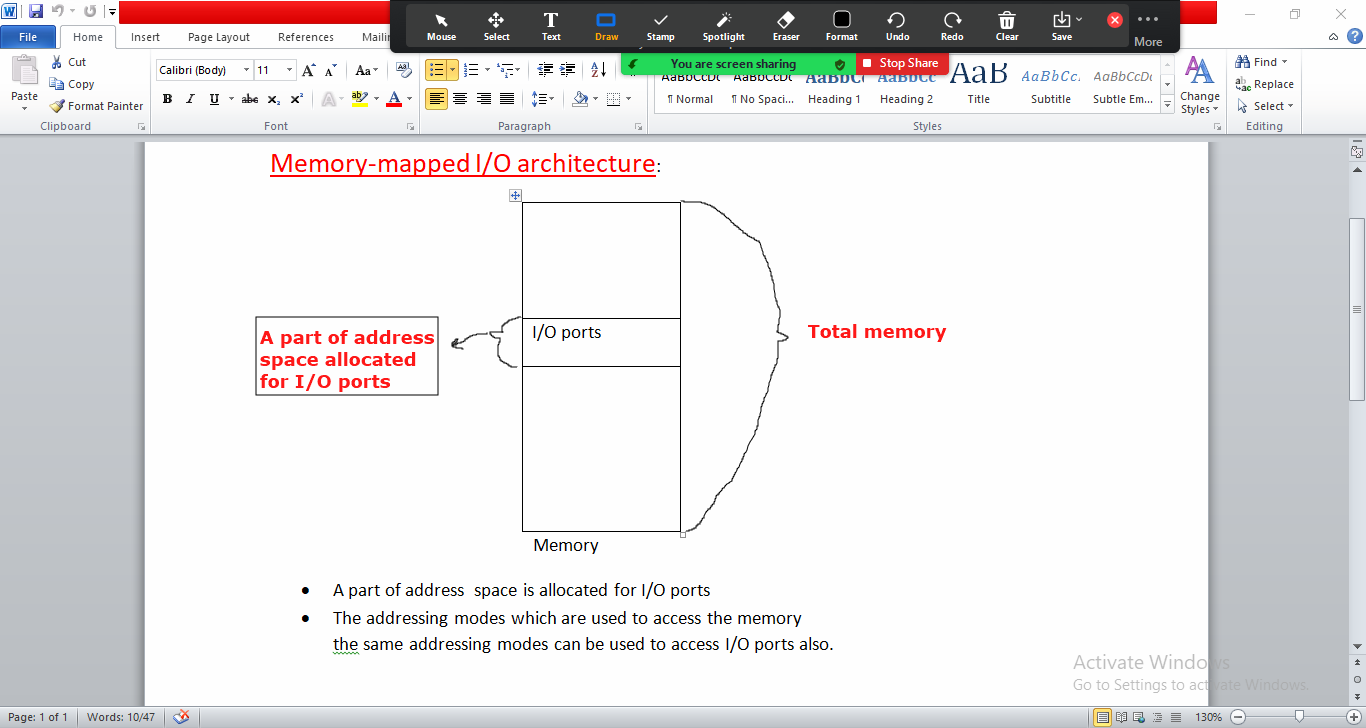 Mouse
Select
Text
Draw
Stamp
Spotlight
Eraser
Format
Undo
Redo
Clear
Save
More
File
Home
Insert
Page Layout
References
You are screen sharing
Stop Share
Paste
Cut
Copy
Format Painter
Clipboard
Calibri (Body)
11
Font
Paragraph
AaB
AaBbCc.
¶ Normal
¶ No Spaci...
Heading 1
Heading 2
Title
Subtitle
Subtle Em...
Change
Styles
Styles
Find
Replace
Select
Editing
Memory-mapped I/O architecture:
I/O ports
A part of address
space allocated
for I/O ports
Total memory
Memory
• A part of address space is allocated for I/O ports
• The addressing modes which are used to access the memory
the same addressing modes can be used to access I/O ports also.
Activate Windows
Go to Settings to activate Windows.
Page: 1 of 1
Words: 10/47
130%